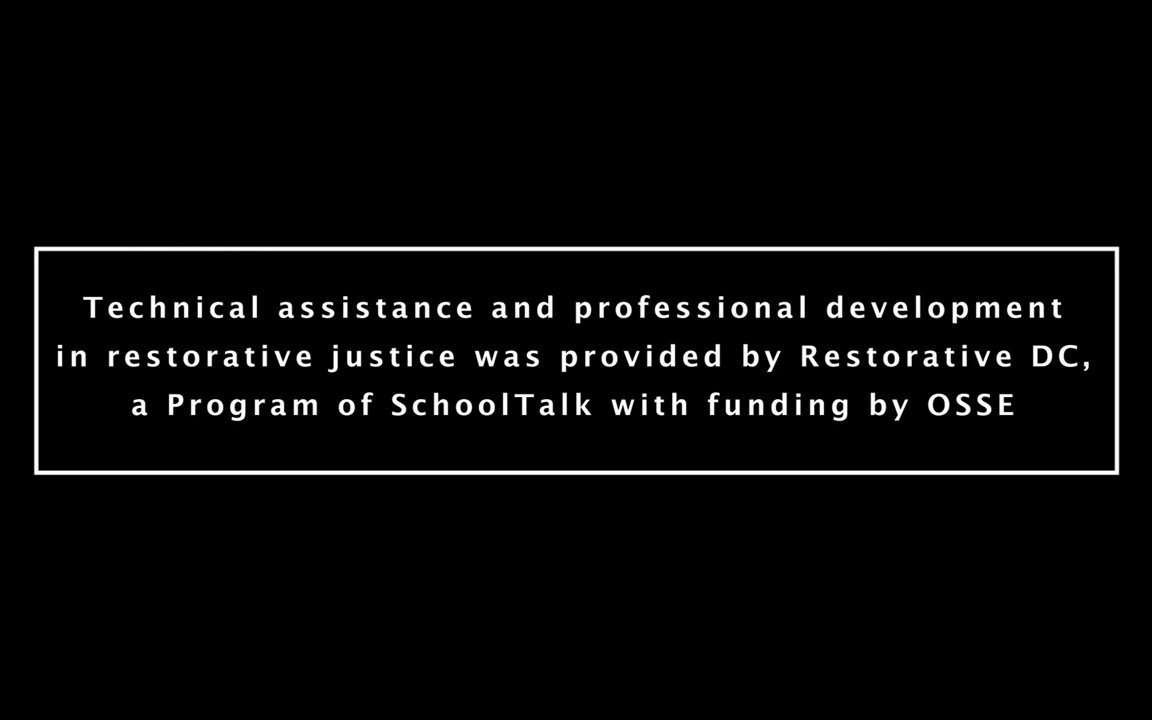 Technical assistance and professional development
in restorative justice was provided by Restorative DC,
a Program of SchoolTalk with funding by OSSE